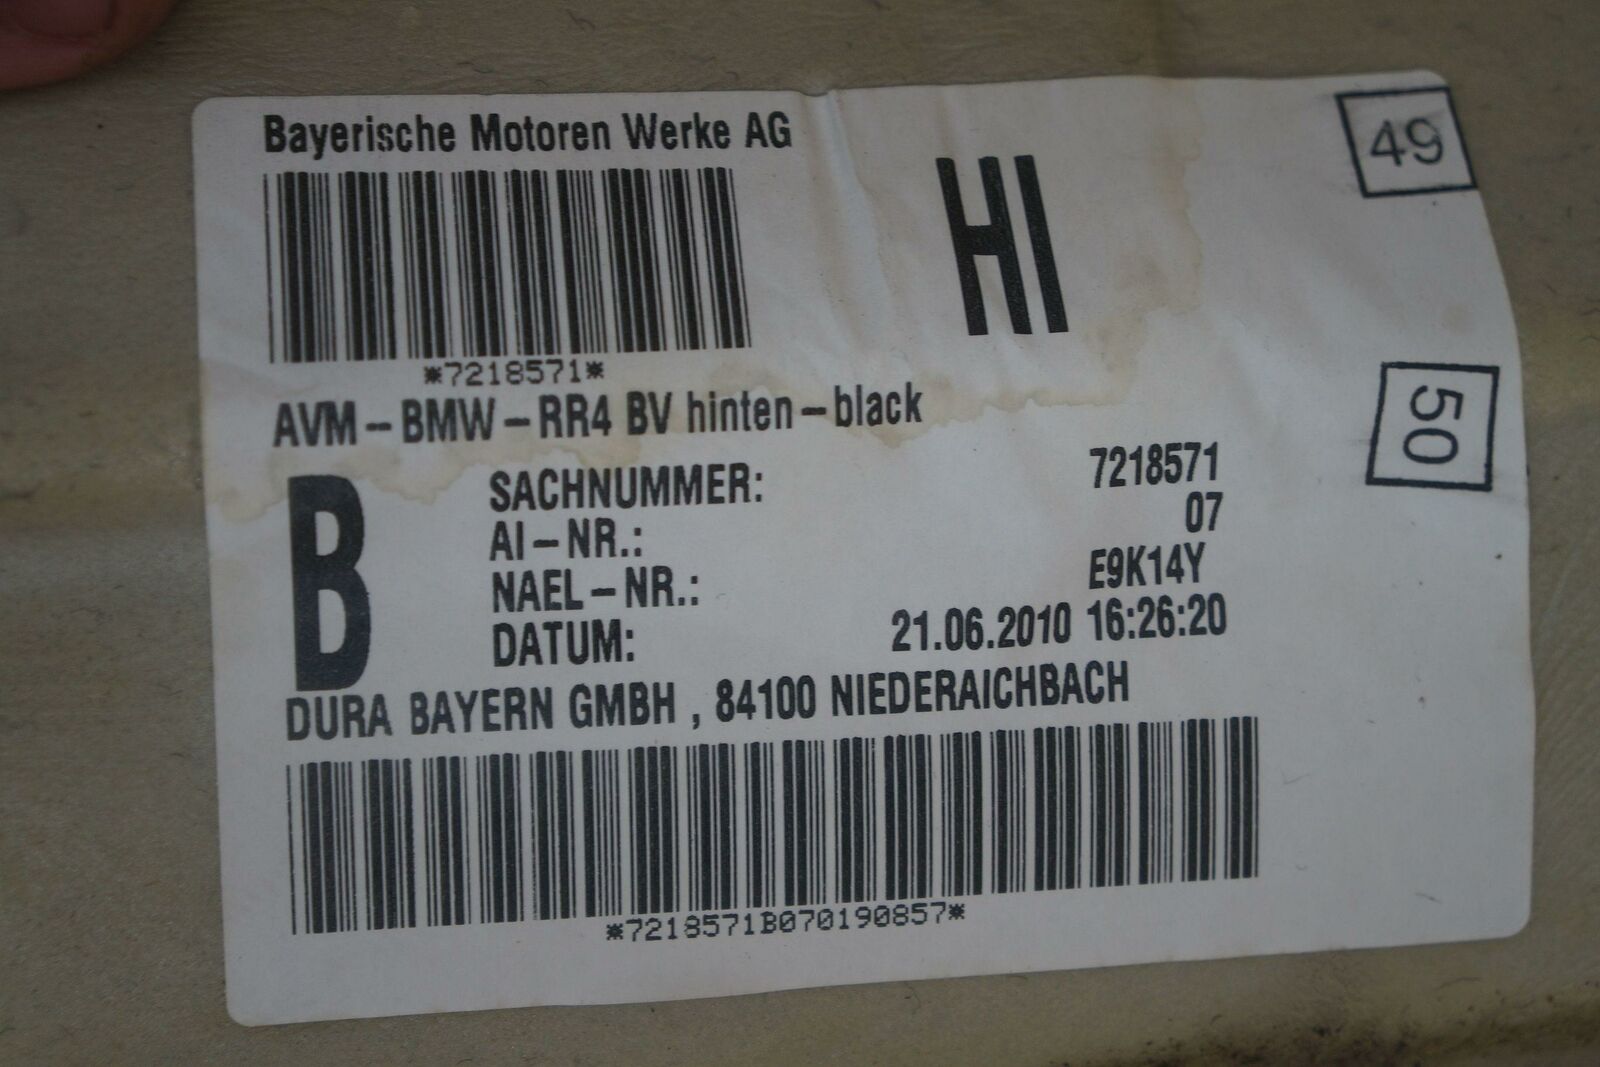 Bayerische Motoren Werke AG
HI
49
*7218571*
AVM-BMW-RR4 BV hinten-black
50
B
SACHNUMMER: 7218571
AI-NR.: 07
NAEL-NR.: E9K14Y
DATUM: 21.06.2010 16:26:20
DURA BAYERN GMBH , 84100 NIEDERAICHBACH
*7218571B070190857*